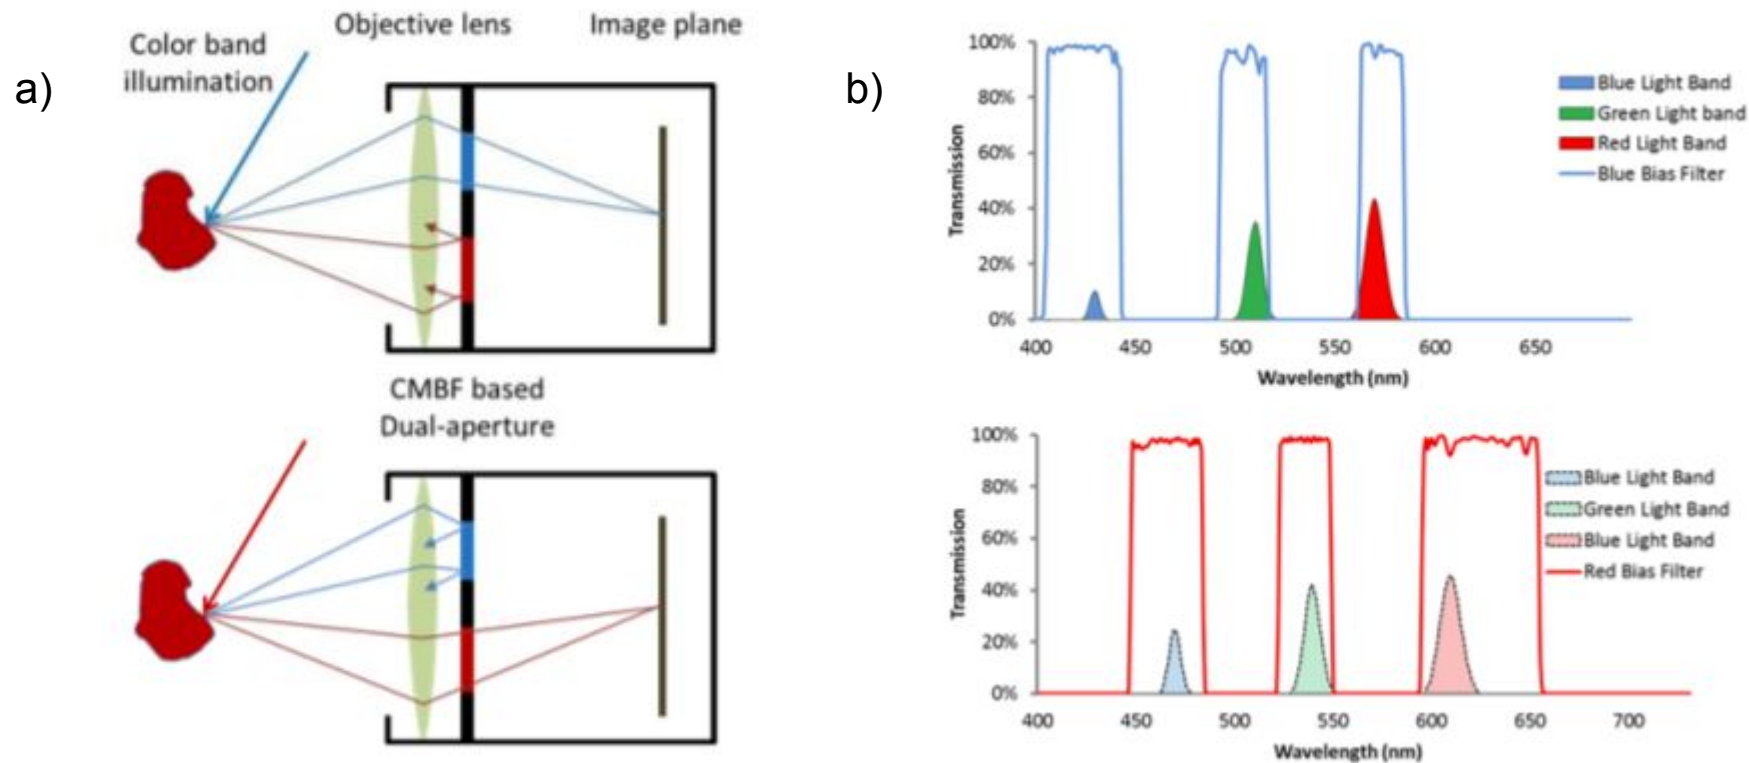 a)
Color band
illumination
Objective lens
Image plane
CMBF based
Dual-aperture
b)
100%
80%
60%
40%
20%
0%
Transmission
400 450 500 550 600 650
Wavelength (nm)
Blue Light Band
Green Light band
Red Light Band
Blue Bias Filter
100%
80%
60%
40%
20%
0%
Transmission
400 450 500 550 600 650 700
Wavelength (nm)
Blue Light Band
Green Light Band
Blue Light Band
Red Bias Filter